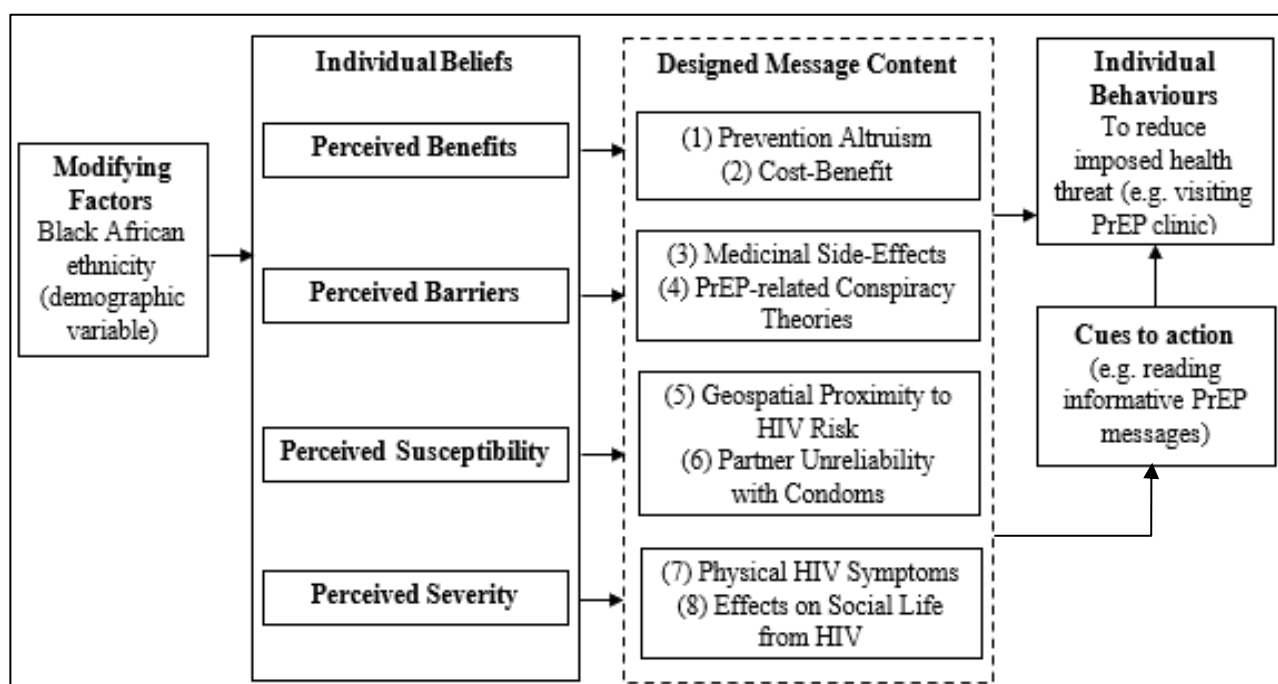 Modifying
Factors
Black African
ethnicity
(demographic
variable)
Individual Beliefs
Perceived Benefits
Perceived Barriers
Perceived Susceptibility
Perceived Severity
Designed Message Content
(1) Prevention Altruism
(2) Cost-Benefit
(3) Medicinal Side-Effects
(4) PrEP-related Conspiracy
Theories
(5) Geospatial Proximity to
HIV Risk
(6) Partner Unreliability
with Condoms
(7) Physical HIV Symptoms
(8) Effects on Social Life
from HIV
Individual
Behaviours
To reduce
imposed health
threat (e.g. visiting
PrEP clinic)
Cues to action
(e.g. reading
informative PrEP
messages)